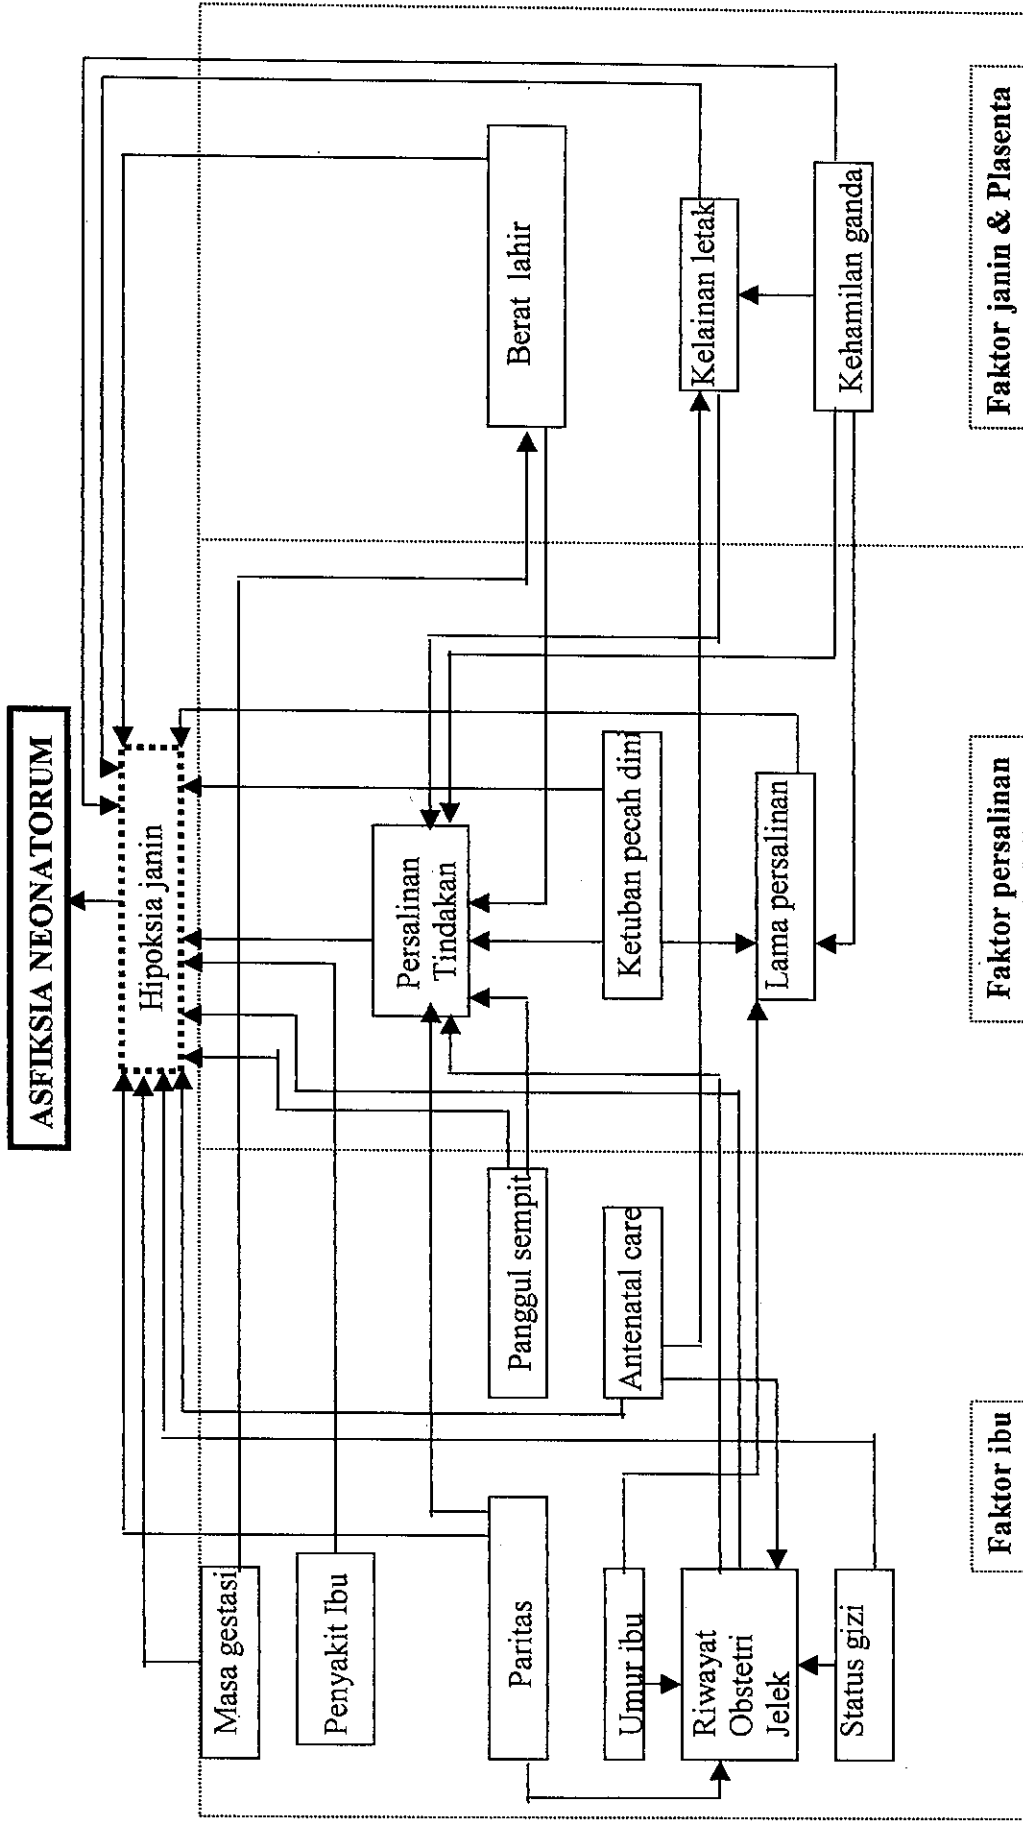 ASFIKSIA NEONATORUM
Hipoksia janin
Masa gestasi
Penyakit Ibu
Paritas
Umur ibu
Riwayat
Obstetri
Jelek
Status gizi
Panggul sempit
Antenatal care
Persalinan
Tindakan
Ketuban pecah dini
Lama persalinan
Berat lahir
Kelainan letak
Kehamilan ganda
Faktor ibu
Faktor persalinan
Faktor janin & Plasenta